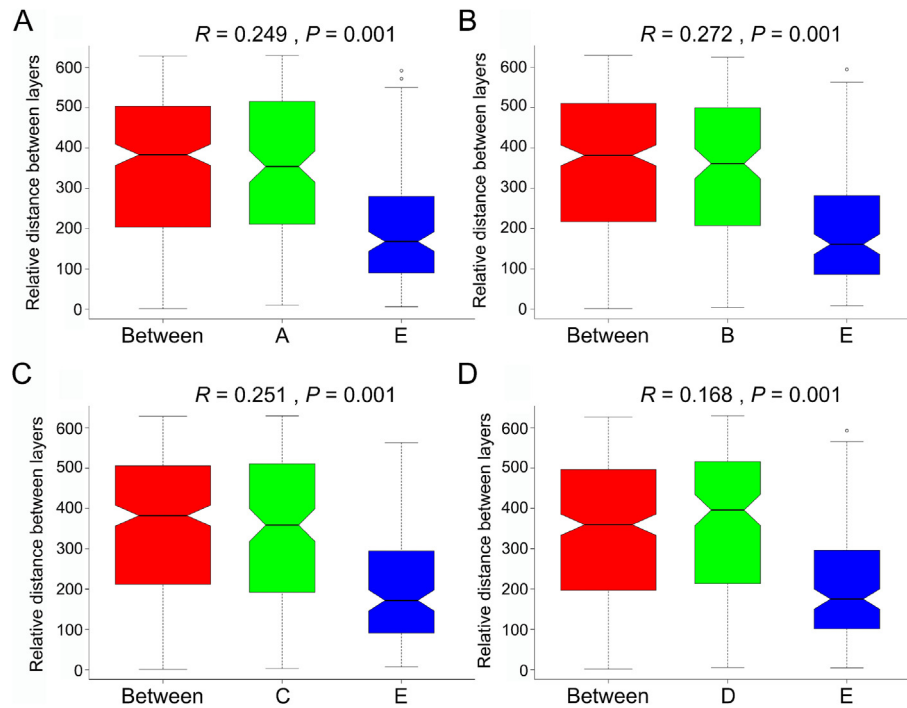 A
R = 0.249 , P = 0.001
Relative distance between layers
600
500
400
300
200
100
0
Between A E
B
R = 0.272 , P = 0.001
Relative distance between layers
600
500
400
300
200
100
0
Between B E
C
R = 0.251 , P = 0.001
Relative distance between layers
600
500
400
300
200
100
0
Between C E
D
R = 0.168 , P = 0.001
Relative distance between layers
600
500
400
300
200
100
0
Between D E